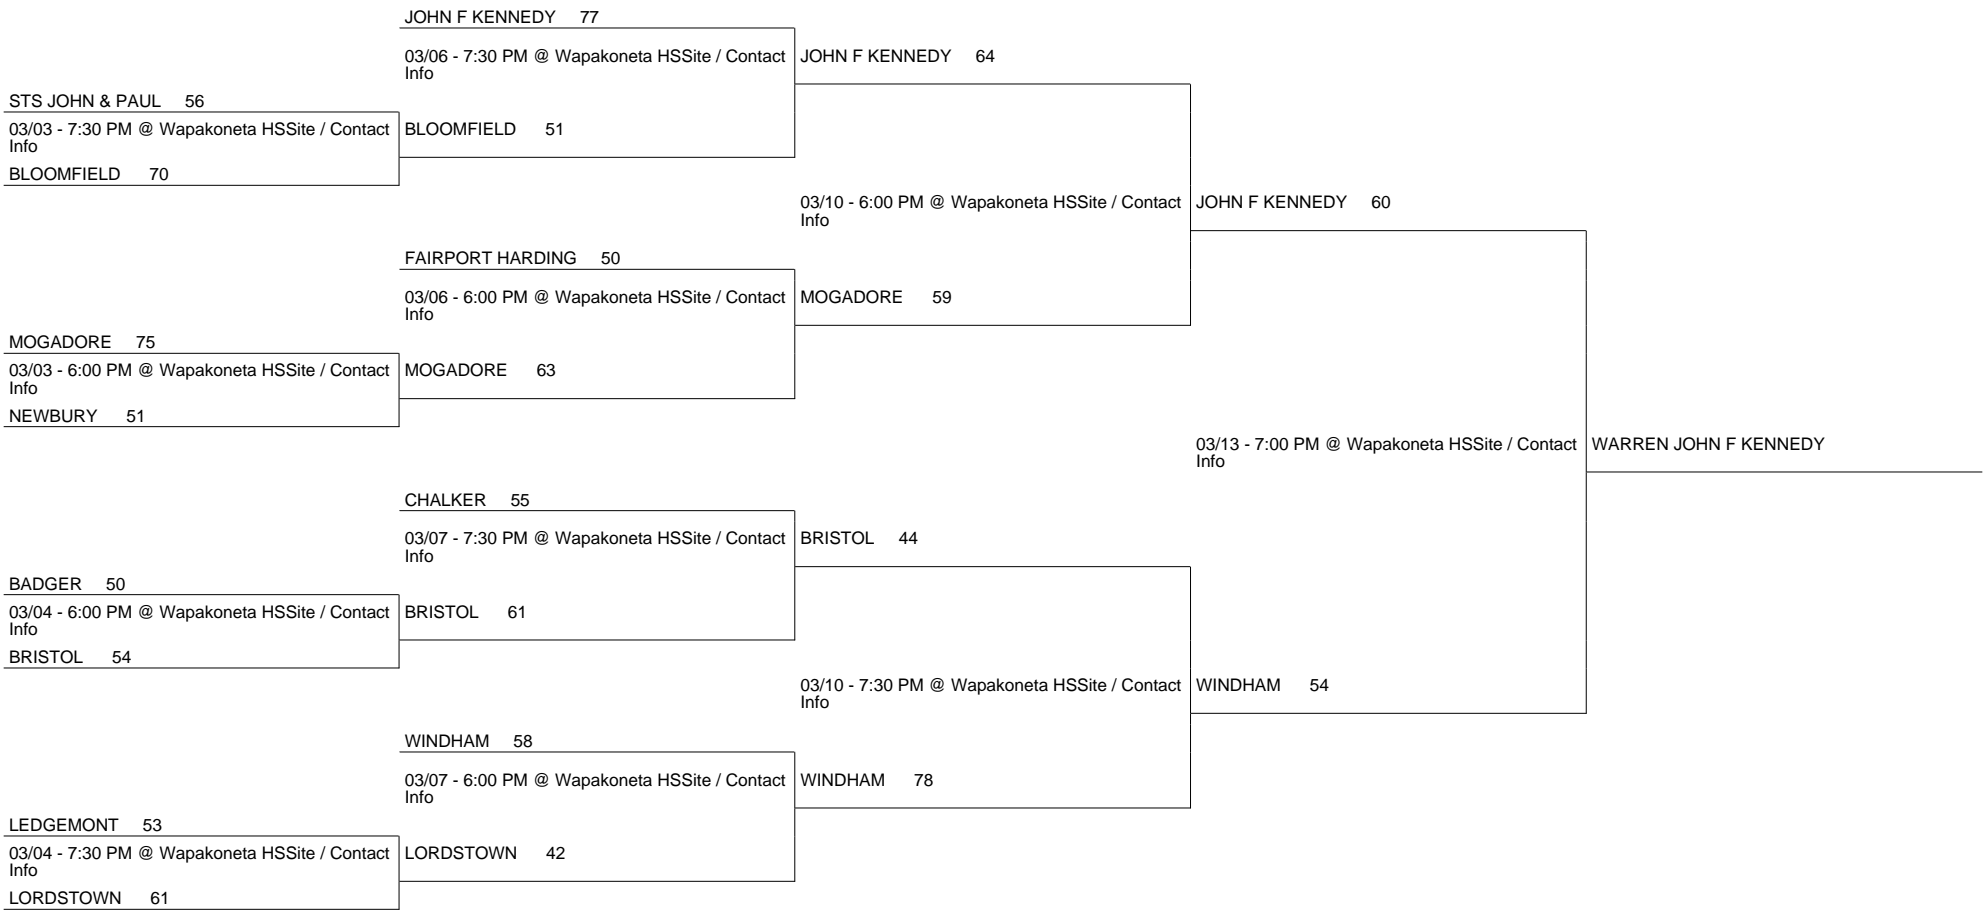 JOHN F KENNEDY 77
03/06 - 7:30 PM @ Wapakoneta HSSite / Contact
Info
JOHN F KENNEDY 64
STS JOHN & PAUL 56
03/03 - 7:30 PM @ Wapakoneta HSSite / Contact
Info
BLOOMFIELD 51
BLOOMFIELD 70
03/10 - 6:00 PM @ Wapakoneta HSSite / Contact
Info
JOHN F KENNEDY 60
FAIRPORT HARDING 50
03/06 - 6:00 PM @ Wapakoneta HSSite / Contact
Info
MOGADORE 59
MOGADORE 75
03/03 - 6:00 PM @ Wapakoneta HSSite / Contact
Info
MOGADORE 63
NEWBURY 51
03/13 - 7:00 PM @ Wapakoneta HSSite / Contact
Info
WARREN JOHN F KENNEDY
CHALKER 55
03/07 - 7:30 PM @ Wapakoneta HSSite / Contact
Info
BRISTOL 44
BADGER 50
03/04 - 6:00 PM @ Wapakoneta HSSite / Contact
Info
BRISTOL 61
BRISTOL 54
03/10 - 7:30 PM @ Wapakoneta HSSite / Contact
Info
WINDHAM 54
WINDHAM 58
03/07 - 6:00 PM @ Wapakoneta HSSite / Contact
Info
WINDHAM 78
LEDGEMONT 53
03/04 - 7:30 PM @ Wapakoneta HSSite / Contact
Info
LORDSTOWN 42
LORDSTOWN 61